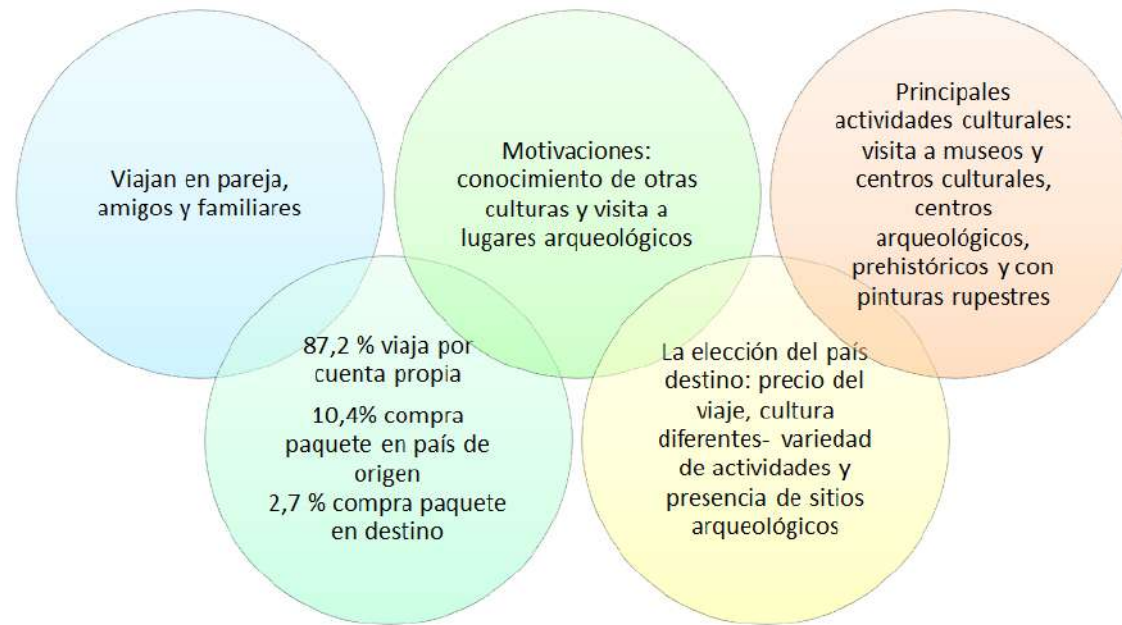 Viajan en pareja,
amigos y familiares
Motivaciones:
conocimiento de otras
culturas y visita a
lugares arqueológicos
Principales
actividades culturales:
visita a museos y
centros culturales,
centros
arqueológicos,
prehistóricos y con
pinturas rupestres
87,2 % viaja por
cuenta propia
10,4% compra
paquete en país de
origen
2,7 % compra paquete
en destino
La elección del país
destino: precio del
viaje, cultura
diferentes- variedad
de actividades y
presencia de sitios
arqueológicos